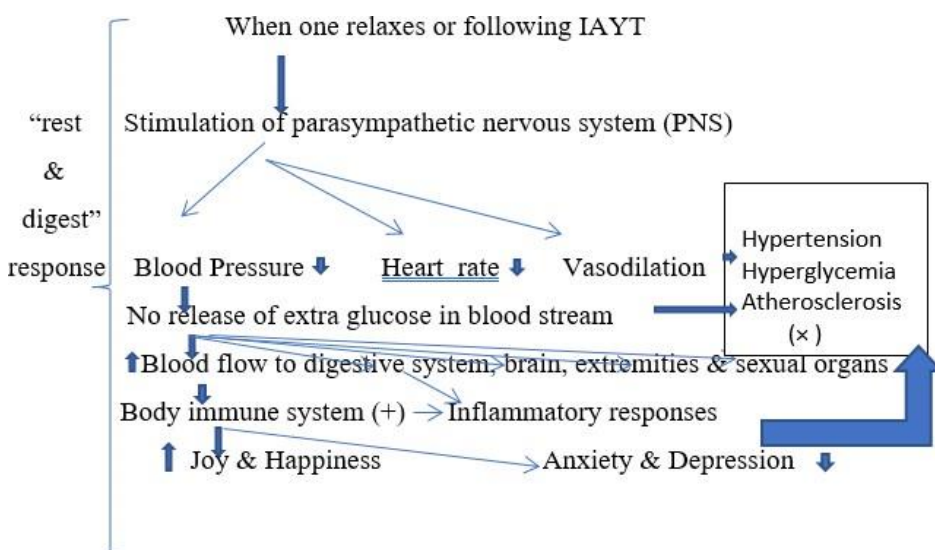 When one relaxes or following IAYT
“rest
&
digest”
response
Stimulation of parasympathetic nervous system (PNS)
Blood Pressure
Heart rate
Vasodilation
Hypertension
Hyperglycemia
Atherosclerosis
(×)
No release of extra glucose in blood stream
Blood flow to digestive system, brain, extremities & sexual organs
Body immune system (+)
Inflammatory responses
Joy & Happiness
Anxiety & Depression